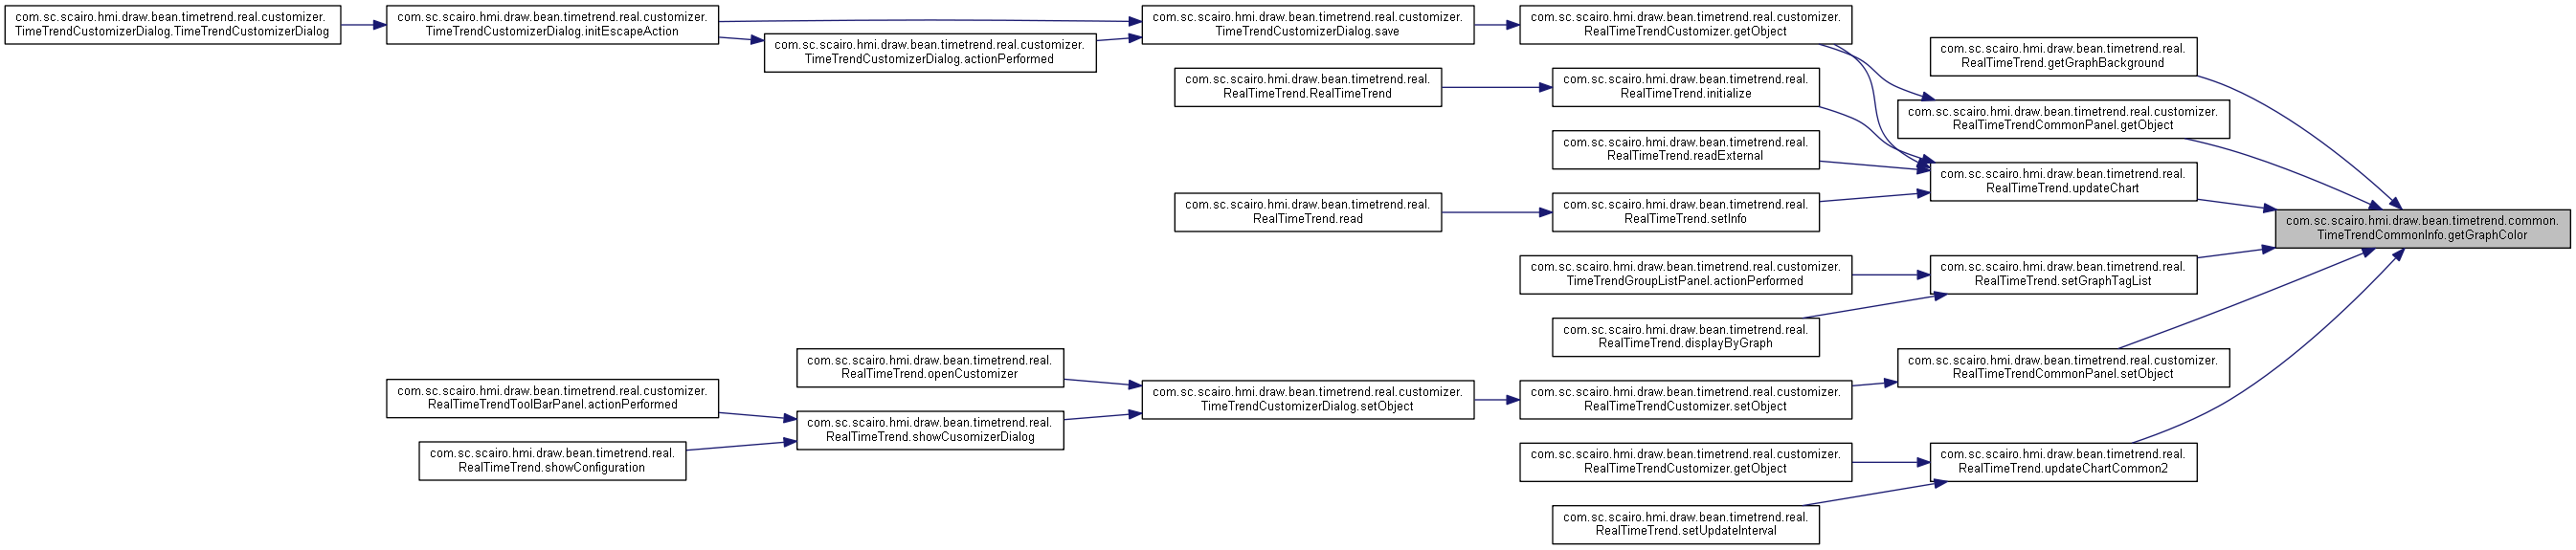 com.sc.scairo.hmi.draw.bean.timetrend.real.customizer.
TimeTrendCustomizerDialog.TimeTrendCustomizerDialog
com.sc.scairo.hmi.draw.bean.timetrend.real.customizer.
TimeTrendCustomizerDialog.initEscapeAction
com.sc.scairo.hmi.draw.bean.timetrend.real.customizer.
TimeTrendCustomizerDialog.actionPerformed
com.sc.scairo.hmi.draw.bean.timetrend.real.customizer.
TimeTrendCustomizerDialog.save
com.sc.scairo.hmi.draw.bean.timetrend.real.customizer.
RealTimeTrendCustomizer.getObject
com.sc.scairo.hmi.draw.bean.timetrend.real.
RealTimeTrend.getGraphBackground
com.sc.scairo.hmi.draw.bean.timetrend.real.
RealTimeTrend.RealTimeTrend
com.sc.scairo.hmi.draw.bean.timetrend.real.
RealTimeTrend.initialize
com.sc.scairo.hmi.draw.bean.timetrend.real.customizer.
RealTimeTrendCommonPanel.getObject
com.sc.scairo.hmi.draw.bean.timetrend.real.
RealTimeTrend.readExternal
com.sc.scairo.hmi.draw.bean.timetrend.real.
RealTimeTrend.updateChart
com.sc.scairo.hmi.draw.bean.timetrend.real.
RealTimeTrend.read
com.sc.scairo.hmi.draw.bean.timetrend.real.
RealTimeTrend.setInfo
com.sc.scairo.hmi.draw.bean.timetrend.common.
TimeTrendCommonInfo.getGraphColor
com.sc.scairo.hmi.draw.bean.timetrend.real.customizer.
TimeTrendGroupListPanel.actionPerformed
com.sc.scairo.hmi.draw.bean.timetrend.real.
RealTimeTrend.setGraphTagList
com.sc.scairo.hmi.draw.bean.timetrend.real.
RealTimeTrend.displayByGraph
com.sc.scairo.hmi.draw.bean.timetrend.real.
RealTimeTrend.openCustomizer
com.sc.scairo.hmi.draw.bean.timetrend.real.customizer.
RealTimeTrendCommonPanel.setObject
com.sc.scairo.hmi.draw.bean.timetrend.real.customizer.
RealTimeTrendToolBarPanel.actionPerformed
com.sc.scairo.hmi.draw.bean.timetrend.real.customizer.
TimeTrendCustomizerDialog.setObject
com.sc.scairo.hmi.draw.bean.timetrend.real.customizer.
RealTimeTrendCustomizer.setObject
com.sc.scairo.hmi.draw.bean.timetrend.real.
RealTimeTrend.showCusomizerDialog
com.sc.scairo.hmi.draw.bean.timetrend.real.
RealTimeTrend.showConfiguration
com.sc.scairo.hmi.draw.bean.timetrend.real.customizer.
RealTimeTrendCustomizer.getObject
com.sc.scairo.hmi.draw.bean.timetrend.real.
RealTimeTrend.updateChartCommon2
com.sc.scairo.hmi.draw.bean.timetrend.real.
RealTimeTrend.setUpdateInterval